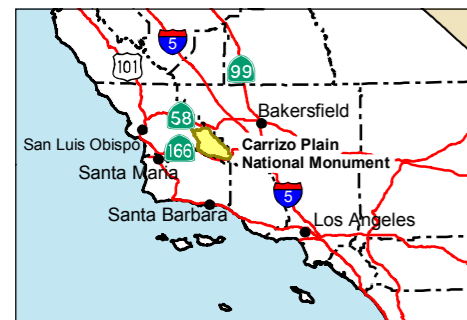 5
101
99
58
Bakersfield
San Luis Obispo
166
Carrizo Plain
National Monument
Santa Maria
5
Santa Barbara
Los Angeles